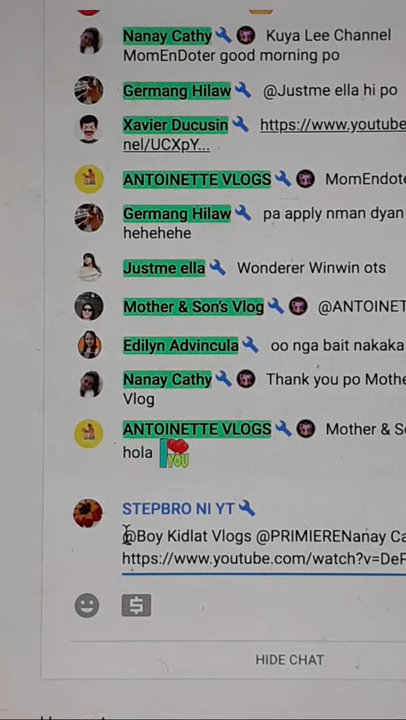 Nanay Cathy Kuya Lee Channel
MomEnDoter good morning po
Germang Hilaw @Justme ella hi po
Xavier Ducusin https://www.youtube
nel/UCXpY...
ANTOINETTE VLOGS MomEndote
Germang Hilaw pa apply nman dyan
hehehehe
Justme ella Wonderer Winwin ots
Mother & Son's Vlog @ANTOINET
Edilyn Advincula oo nga bait nakaka
Nanay Cathy Thank you po Mothe
Vlog
ANTOINETTE VLOGS Mother & So
hola I YOU
STEPBRO NI YT
@Boy Kidlat Vlogs @PRIMIERENanay Ca
https://www.youtube.com/watch?v=DeF
HIDE CHAT